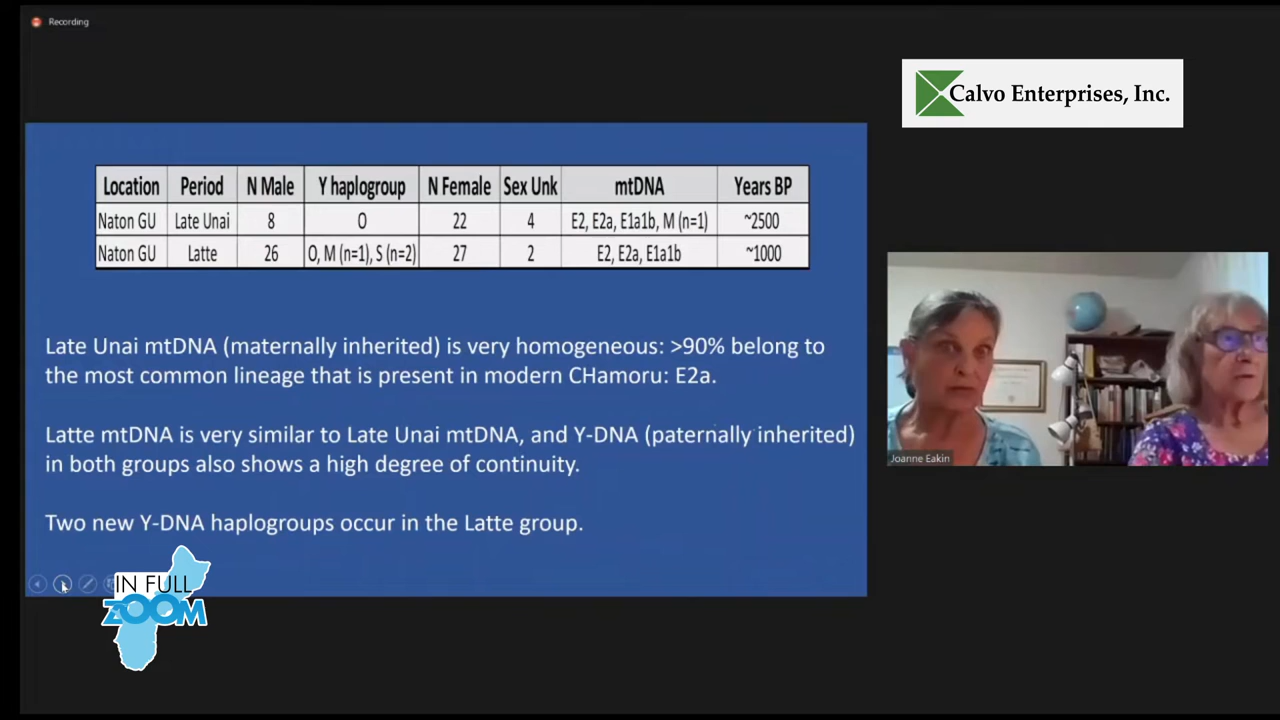 Recording
Calvo Enterprises, Inc.
Location Period N Male Y haplogroup N Female Sex Unk mtDNA Years BP
Naton GU Late Unai 8 O 22 4 E2, E2a, E1a1b, M (n=1) ~2500
Naton GU Latte 26 O, M (n=1), S (n=2) 27 2 E2, E2a, E1a1b ~1000
Late Unai mtDNA (maternally inherited) is very homogeneous: >90% belong to
the most common lineage that is present in modern CHamoru: E2a.
Latte mtDNA is very similar to Late Unai mtDNA, and Y-DNA (paternally inherited)
in both groups also shows a high degree of continuity.
Two new Y-DNA haplogroups occur in the Latte group.
Joanne Eakin
IN FULL
ZOOM